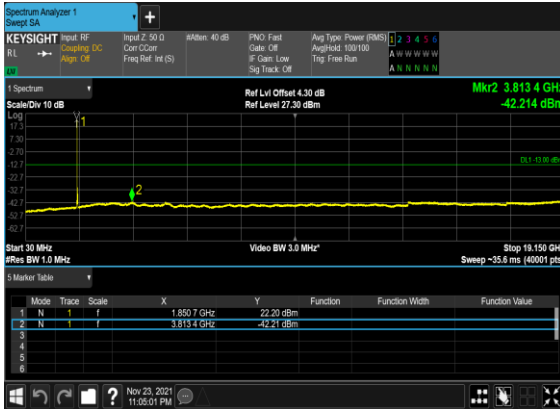 Spectrum Analyzer 1
Swept SA
KEYSIGHT Input: RF Input Z: 50 Ω #Atten: 40 dB PNO: Fast Avg Type: Power (RMS) 1 2 3 4 5 6
RL Coupling: DC Corr CCorr Gate: Off Avg|Hold: 100/100 A W W W W W
Align: Off Freq Ref: Int (S) IF Gain: Low Trig: Free Run
Sig Track: Off A N N N N N
1 Spectrum Ref Lvl Offset 4.30 dB Mkr2 3.813 4 GHz
Scale/Div 10 dB Ref Level 27.30 dBm -42.214 dBm
Log
17.3
7.30
-2.70
-12.7
-22.7
-32.7
-42.7
-52.7
-62.7
1
2
DL1 -13.00 dBm
Start 30 MHz Video BW 3.0 MHz* Stop 19.150 GHz
#Res BW 1.0 MHz Sweep ~35.6 ms (40001 pts)
5 Marker Table
Mode Trace Scale X Y Function Function Width Function Value
1 N 1 f 1.850 7 GHz 22.20 dBm
2 N 1 f 3.813 4 GHz -42.21 dBm
3
4
5
6
Nov 23, 2021
11:05:01 PM